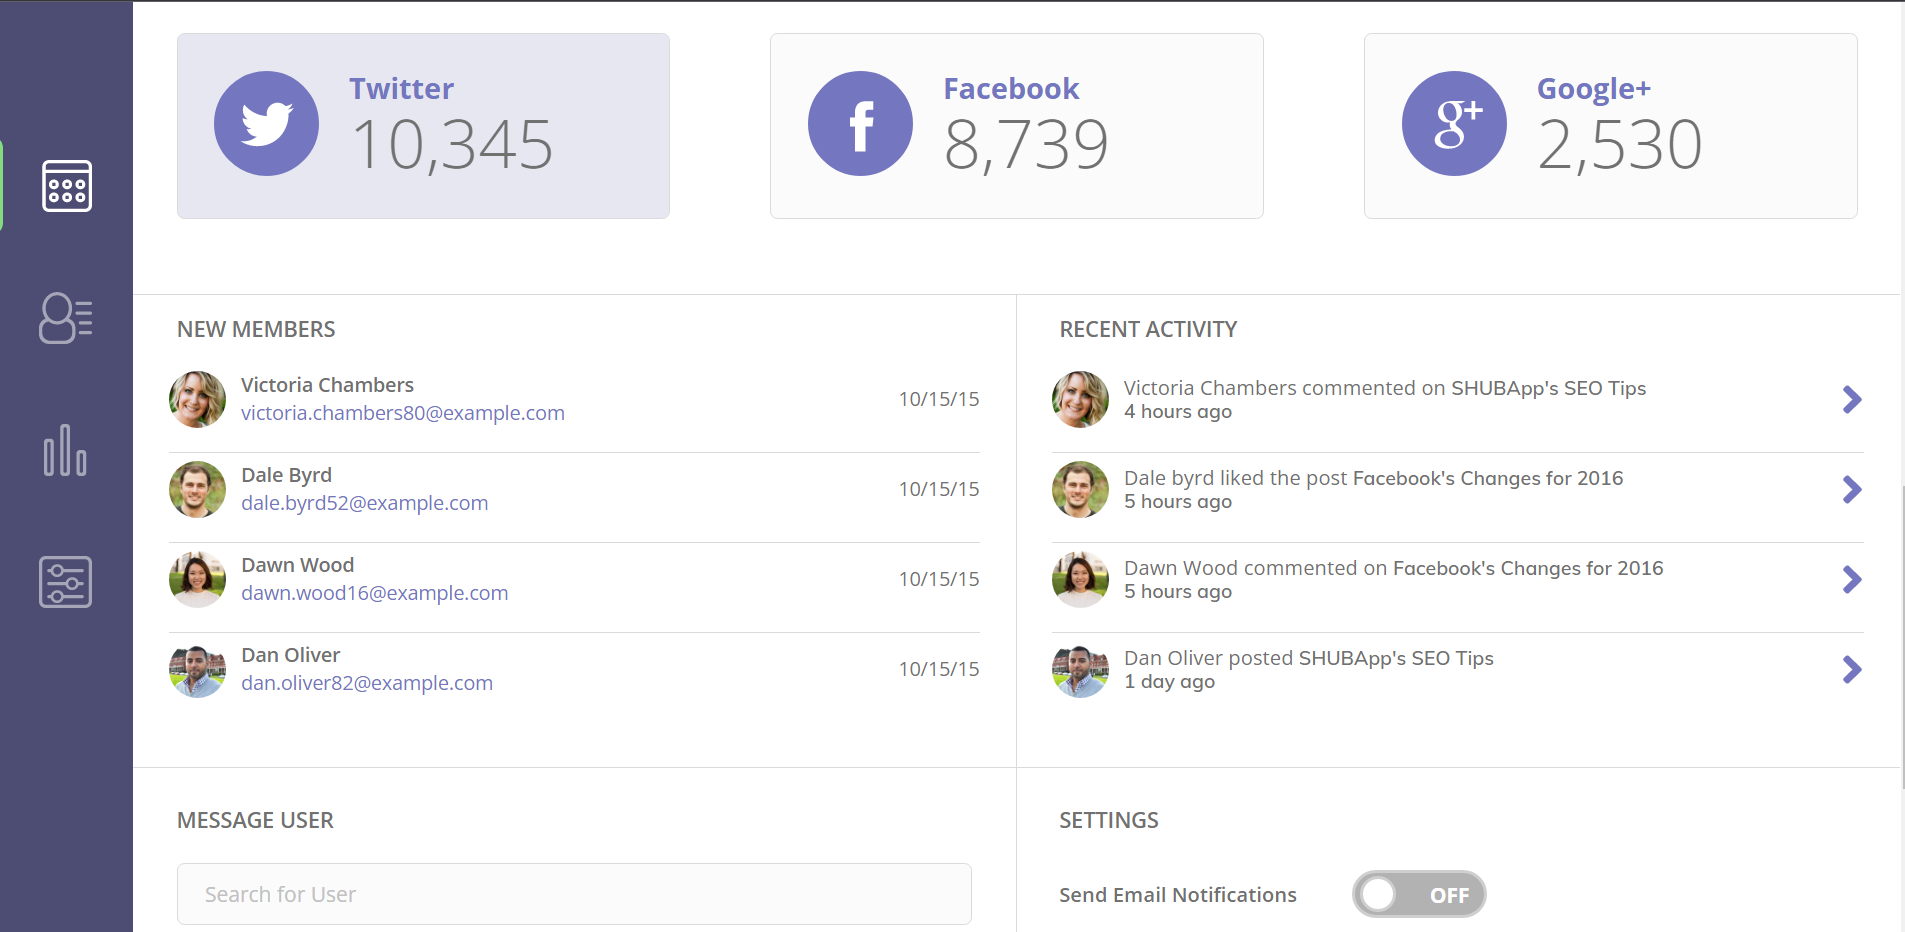 Twitter
10,345
Facebook
8,739
g+
Google+
2,530
NEW MEMBERS
Victoria Chambers
victoria.chambers80@example.com
10/15/15
Dale Byrd
dale.byrd52@example.com
10/15/15
Dawn Wood
dawn.wood16@example.com
10/15/15
Dan Oliver
dan.oliver82@example.com
10/15/15
RECENT ACTIVITY
Victoria Chambers commented on SHUBApp's SEO Tips
4 hours ago
Dale byrd liked the post Facebook's Changes for 2016
5 hours ago
Dawn Wood commented on Facebook's Changes for 2016
5 hours ago
Dan Oliver posted SHUBApp's SEO Tips
1 day ago
MESSAGE USER
Search for User
SETTINGS
Send Email Notifications
OFF